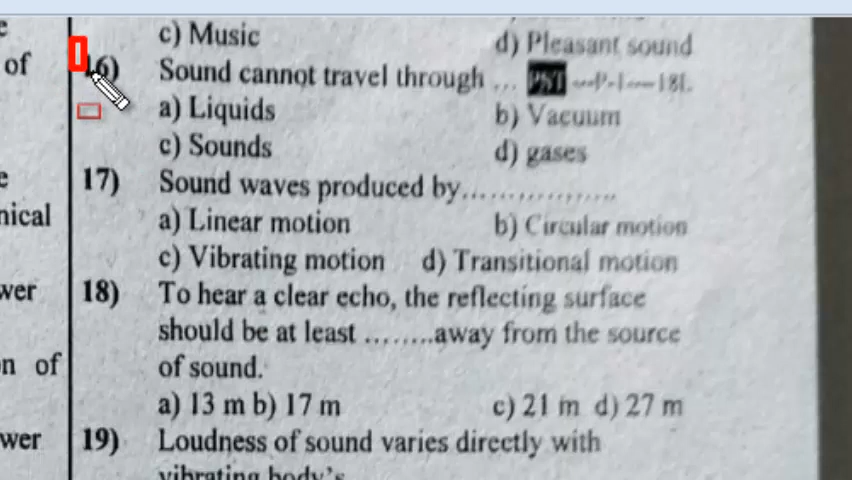 e
of
c) Music d) Pleasant sound
16) Sound cannot travel through ...
a) Liquids b) Vacuum
c) Sounds d) gases
e
17) Sound waves produced by..................
nical
a) Linear motion b) Circular motion
c) Vibrating motion d) Transitional motion
wer
18) To hear a clear echo, the reflecting surface
should be at least ........away from the source
n of
of sound.
a) 13 m b) 17 m c) 21 m d) 27 m
wer
19) Loudness of sound varies directly with
vibrating body's